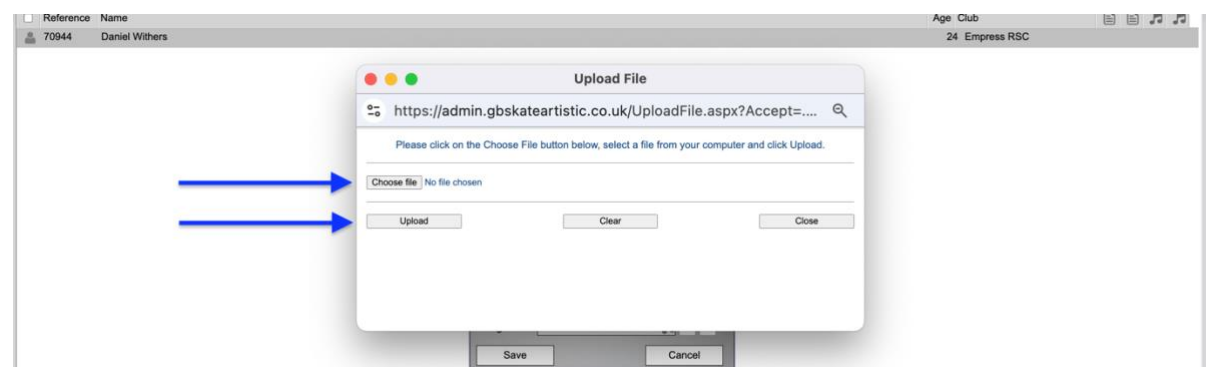 Reference Name Age Club
70944 Daniel Withers 24 Empress RSC
Upload File
https://admin.gbskateartistic.co.uk/UploadFile.aspx?Accept=....
Please click on the Choose File button below, select a file from your computer and click Upload.
Choose file No file chosen
Upload Clear Close
Save Cancel